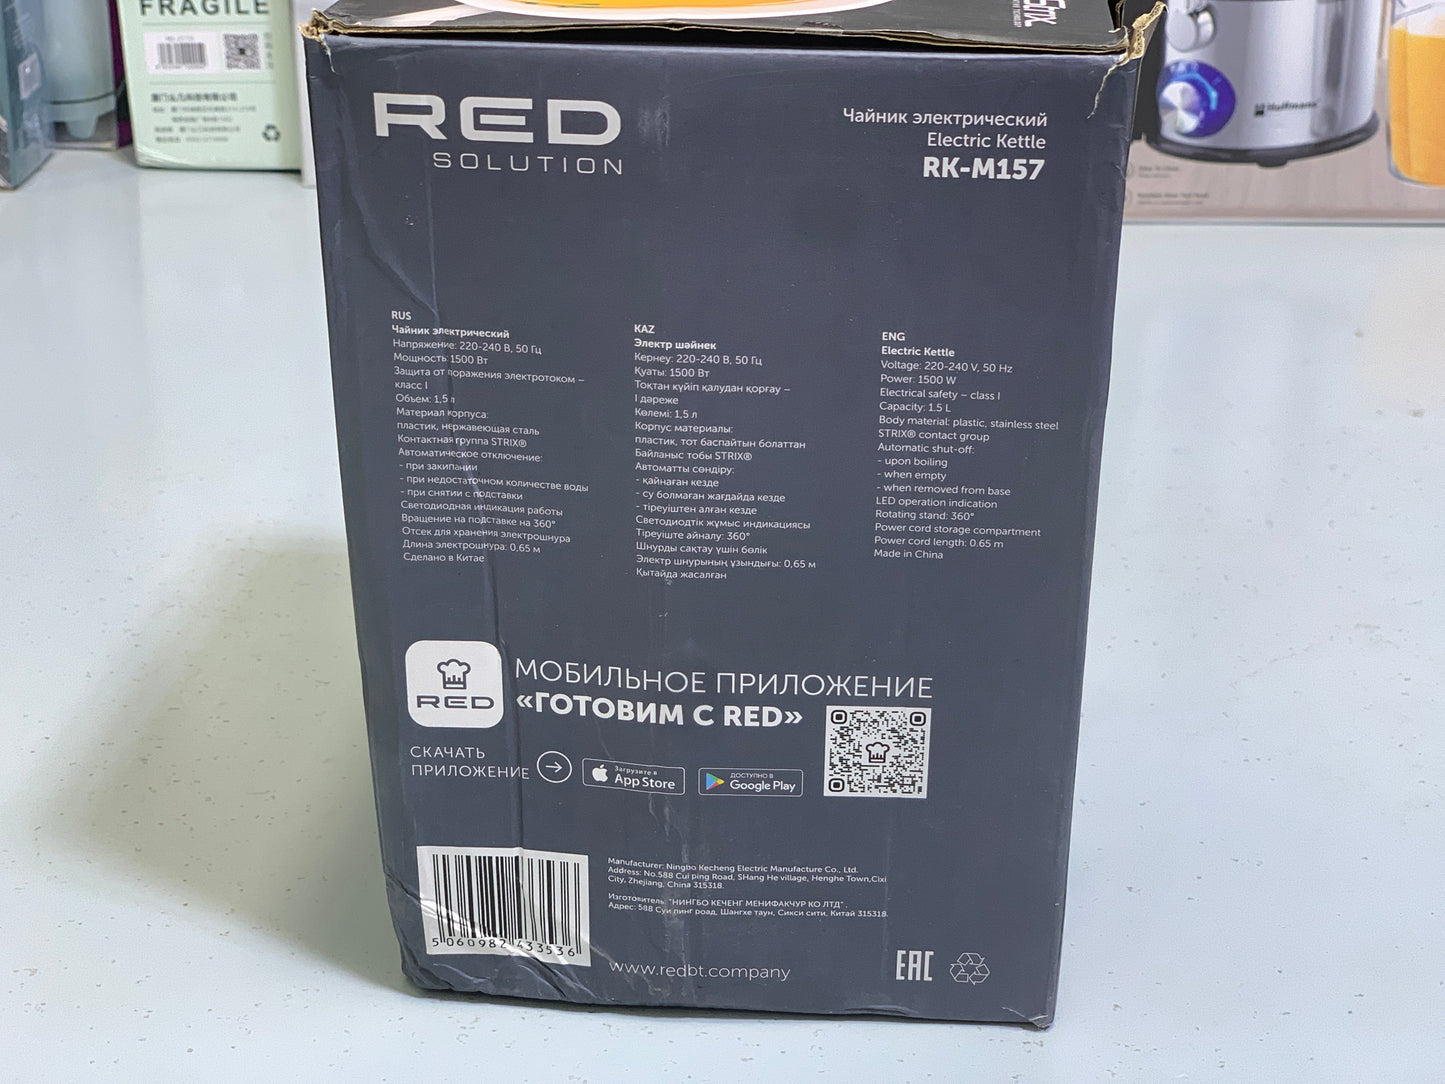 FRAGILE
RED
SOLUTION
Чайник электрический
Electric Kettle
RK-M157
RUS
Чайник электрический
Напряжение: 220-240 В, 50 Гц
Мощность 1500 Вт
Защита от поражения электротоком –
класс I
Объем: 1,5 л
Материал корпуса:
пластик, нержавеющая сталь
Контактная группа STRIX®
Автоматическое отключение:
- при закипании
- при недостаточном количестве воды
- при снятии с подставки
Светодиодная индикация работы
Вращение на подставке на 360°
Отсек для хранения электрошнура
Длина электрошнура: 0,65 м
Сделано в Китае
KAZ
Электр шәйнек
Кернеу: 220-240 В, 50 Гц
Қуаты: 1500 Вт
Тоқтан күйіп қалудан қорғау –
I дәреже
Көлемі: 1,5 л
Корпус материалы:
пластик, тот баспайтын болаттан
Байланыс тобы STRIX®
Автоматты сөндіру:
- қайнаған кезде
- су болмаған жағдайда кезде
- тіреуіштен алған кезде
Светодиодтік жұмыс индикациясы
Тіреуіште айналу: 360°
Шнурды сақтау үшін бөлік
Электр шнурының ұзындығы: 0,65 м
Қытайда жасалған
ENG
Electric Kettle
Voltage: 220-240 V, 50 Hz
Power: 1500 W
Electrical safety – class I
Capacity: 1.5 L
Body material: plastic, stainless steel
STRIX® contact group
Automatic shut-off:
- upon boiling
- when empty
- when removed from base
LED operation indication
Rotating stand: 360°
Power cord storage compartment
Power cord length: 0.65 m
Made in China
RED
МОБИЛЬНОЕ ПРИЛОЖЕНИЕ
«ГОТОВИМ С RED»
СКАЧАТЬ
ПРИЛОЖЕНИЕ
Загрузите в
App Store
ДОСТУПНО В
Google Play
5 060982 433536
Manufacturer: Ningbo Kecheng Electric Manufacture Co., Ltd.
Address: No.588 Cui ping Road, SHang He village, Henghe Town,Cixi
City, Zhejiang, China 315318.
Изготовитель: "НИНГБО КЕЧЕНГ МЕНИФАКЧУР КО ЛТД" .
Адрес: 588 Суи пинг роад, Шангхе таун, Сикси сити, Китай 315318.
www.redbt.company
EAC